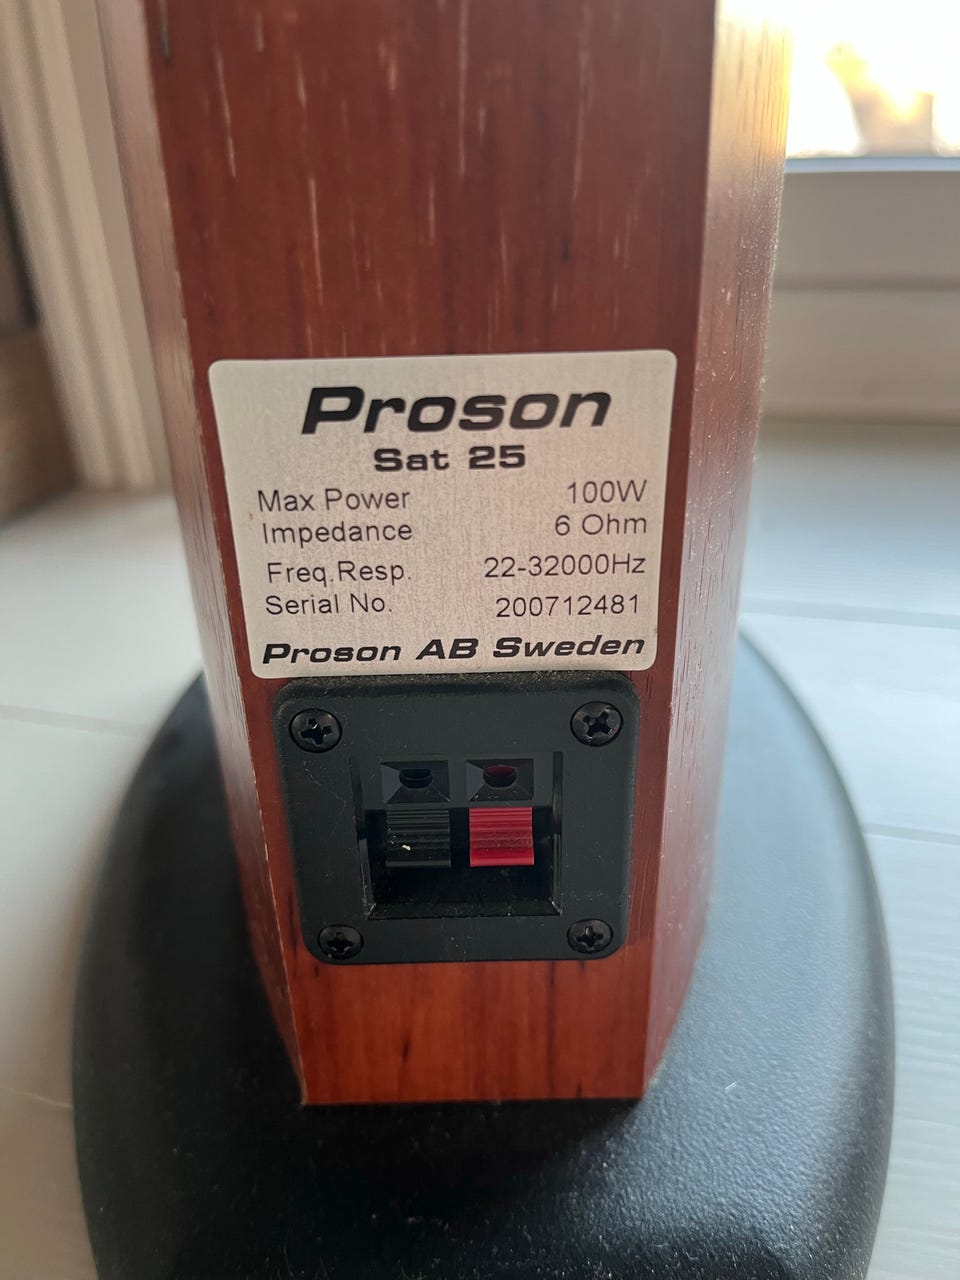 Proson
Sat 25
Max Power 100W
Impedance 6 Ohm
Freq.Resp. 22-32000Hz
Serial No. 200712481
Proson AB Sweden